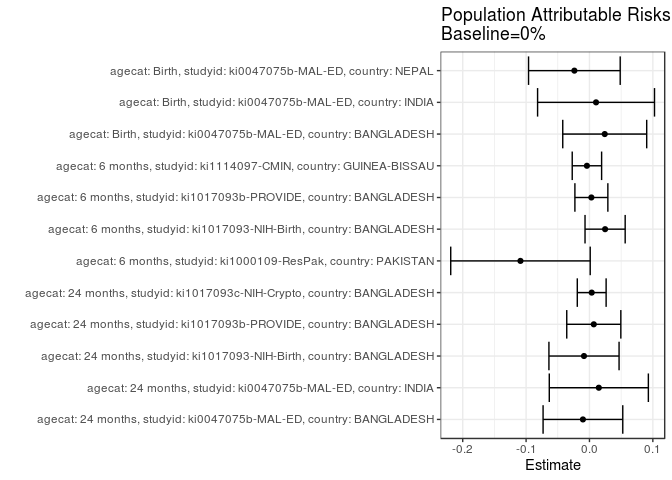 Population Attributable Risks
Baseline=0%
agecat: Birth, studyid: ki0047075b-MAL-ED, country: NEPAL
agecat: Birth, studyid: ki0047075b-MAL-ED, country: INDIA
agecat: Birth, studyid: ki0047075b-MAL-ED, country: BANGLADESH
agecat: 6 months, studyid: ki1114097-CMIN, country: GUINEA-BISSAU
agecat: 6 months, studyid: ki1017093b-PROVIDE, country: BANGLADESH
agecat: 6 months, studyid: ki1017093-NIH-Birth, country: BANGLADESH
agecat: 6 months, studyid: ki1000109-ResPak, country: PAKISTAN
agecat: 24 months, studyid: ki1017093c-NIH-Crypto, country: BANGLADESH
agecat: 24 months, studyid: ki1017093b-PROVIDE, country: BANGLADESH
agecat: 24 months, studyid: ki1017093-NIH-Birth, country: BANGLADESH
agecat: 24 months, studyid: ki0047075b-MAL-ED, country: INDIA
agecat: 24 months, studyid: ki0047075b-MAL-ED, country: BANGLADESH
-0.2 -0.1 0.0 0.1
Estimate